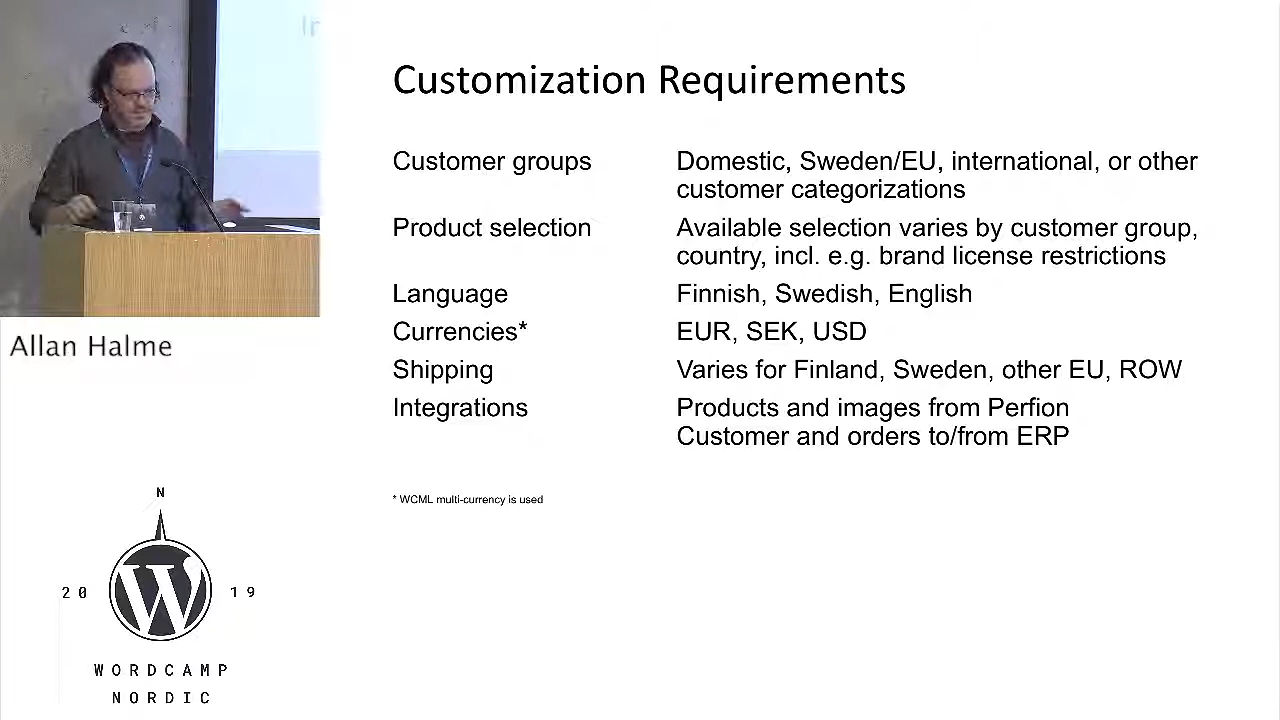 Customization Requirements
Customer groups
Domestic, Sweden/EU, international, or other
customer categorizations
Product selection
Available selection varies by customer group,
country, incl. e.g. brand license restrictions
Language
Finnish, Swedish, English
Currencies*
EUR, SEK, USD
Shipping
Varies for Finland, Sweden, other EU, ROW
Integrations
Products and images from Perfion
Customer and orders to/from ERP
* WCML multi-currency is used
Allan Halme
N
20 19
WORDCAMP
NORDIC